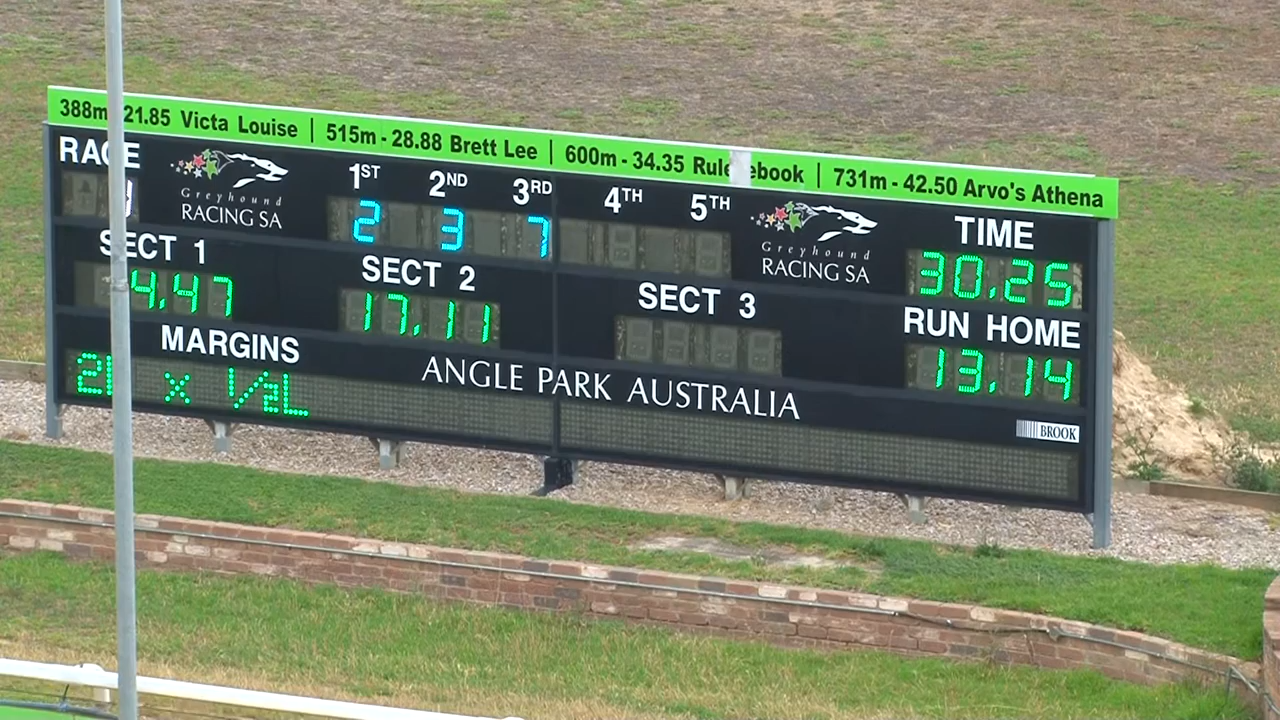 388m 21.85 Victa Louise | 515m - 28.88 Brett Lee | 600m - 34.35 Rule ebook | 731m - 42.50 Arvo's Athena
RACE
Greyhound
RACING SA
1ST 2ND 3RD 4TH 5TH
2 3 7
Greyhound
RACING SA
TIME
30.25
SECT 1
4.47
SECT 2
17.11
SECT 3
RUN HOME
13.14
MARGINS
x 1/2L
ANGLE PARK AUSTRALIA
BROOK